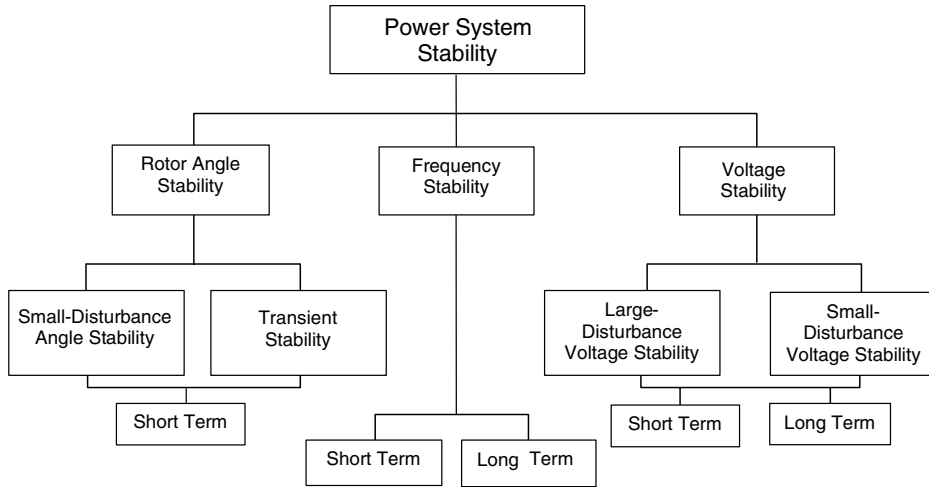 Power System
Stability
Rotor Angle
Stability
Frequency
Stability
Voltage
Stability
Small-Disturbance
Angle Stability
Transient
Stability
Large-
Disturbance
Voltage Stability
Small-
Disturbance
Voltage Stability
Short Term
Short Term
Long Term
Short Term
Long Term